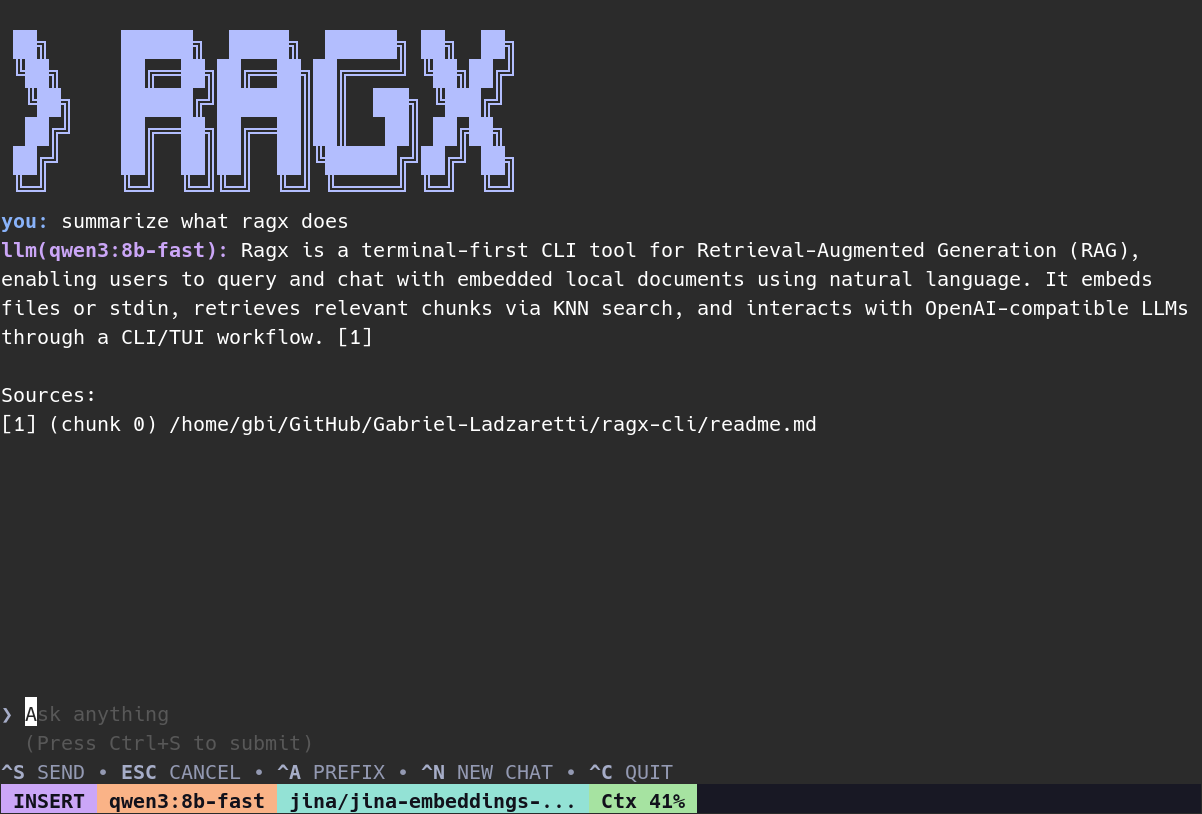 > RAGX
you: summarize what ragx does
llm(qwen3:8b-fast): Ragx is a terminal-first CLI tool for Retrieval-Augmented Generation (RAG),
enabling users to query and chat with embedded local documents using natural language. It embeds
files or stdin, retrieves relevant chunks via KNN search, and interacts with OpenAI-compatible LLMs
through a CLI/TUI workflow. [1]
Sources:
[1] (chunk 0) /home/gbi/GitHub/Gabriel-Ladzaretti/ragx-cli/readme.md
❯ Ask anything
(Press Ctrl+S to submit)
^S SEND • ESC CANCEL • ^A PREFIX • ^N NEW CHAT • ^C QUIT
INSERT qwen3:8b-fast jina/jina-embeddings-... Ctx 41%